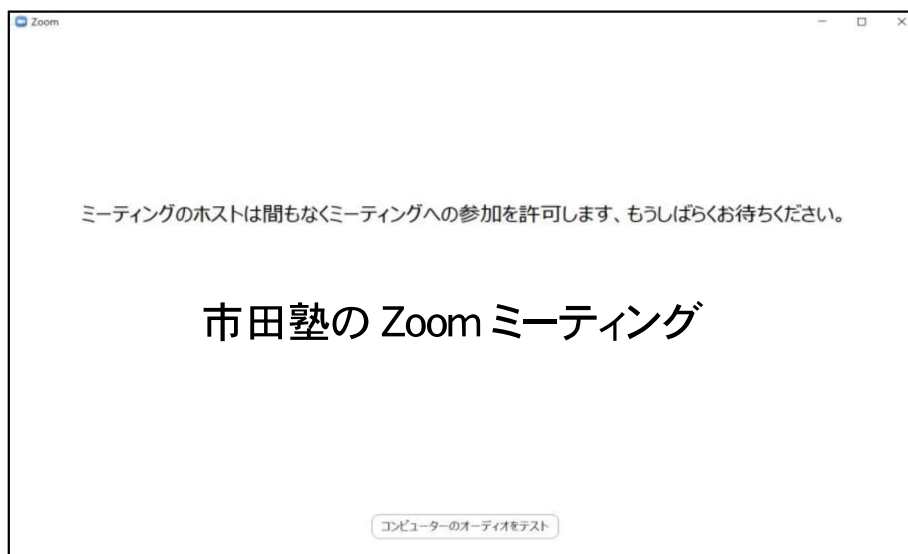 Zoom
ミーティングのホストは間もなくミーティングへの参加を許可します、もうしばらくお待ちください。
市田塾の Zoom ミーティング
コンピューターのオーディオをテスト